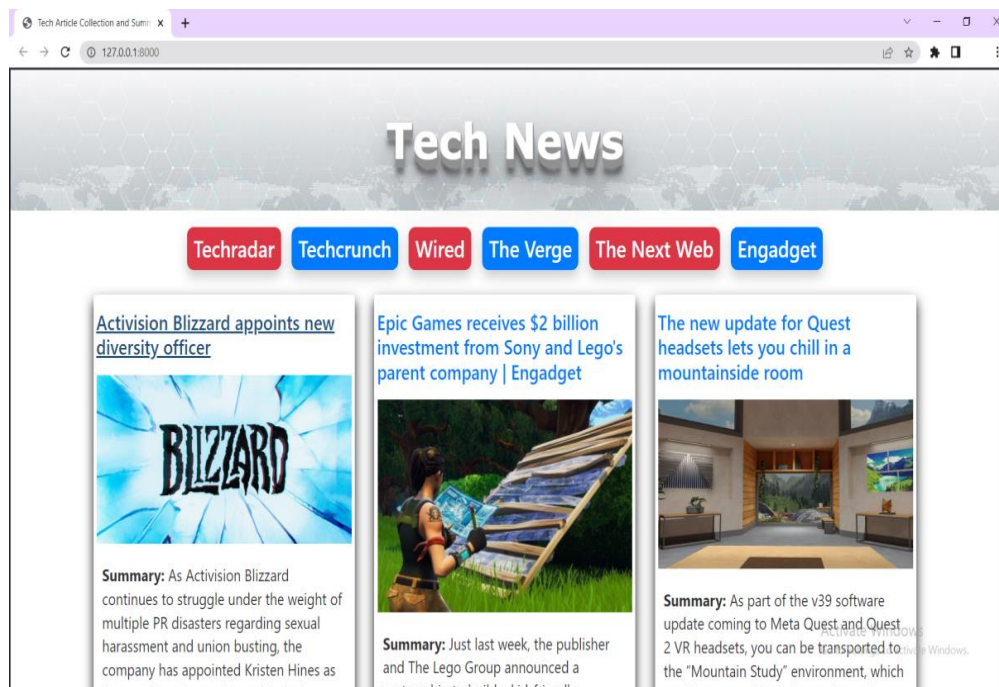 Tech Article Collection and Summ
127.0.0.1:8000
Tech News
Techradar Techcrunch Wired The Verge The Next Web Engadget
Activision Blizzard appoints new
diversity officer
BLIZZARD
Summary: As Activision Blizzard
continues to struggle under the weight of
multiple PR disasters regarding sexual
harassment and union busting, the
company has appointed Kristen Hines as
Epic Games receives $2 billion
investment from Sony and Lego's
parent company | Engadget
Summary: Just last week, the publisher
and The Lego Group announced a
The new update for Quest
headsets lets you chill in a
mountainside room
Summary: As part of the v39 software
update coming to Meta Quest and Quest
2 VR headsets, you can be transported to
the "Mountain Study" environment, which
Activate Windows
Windows.